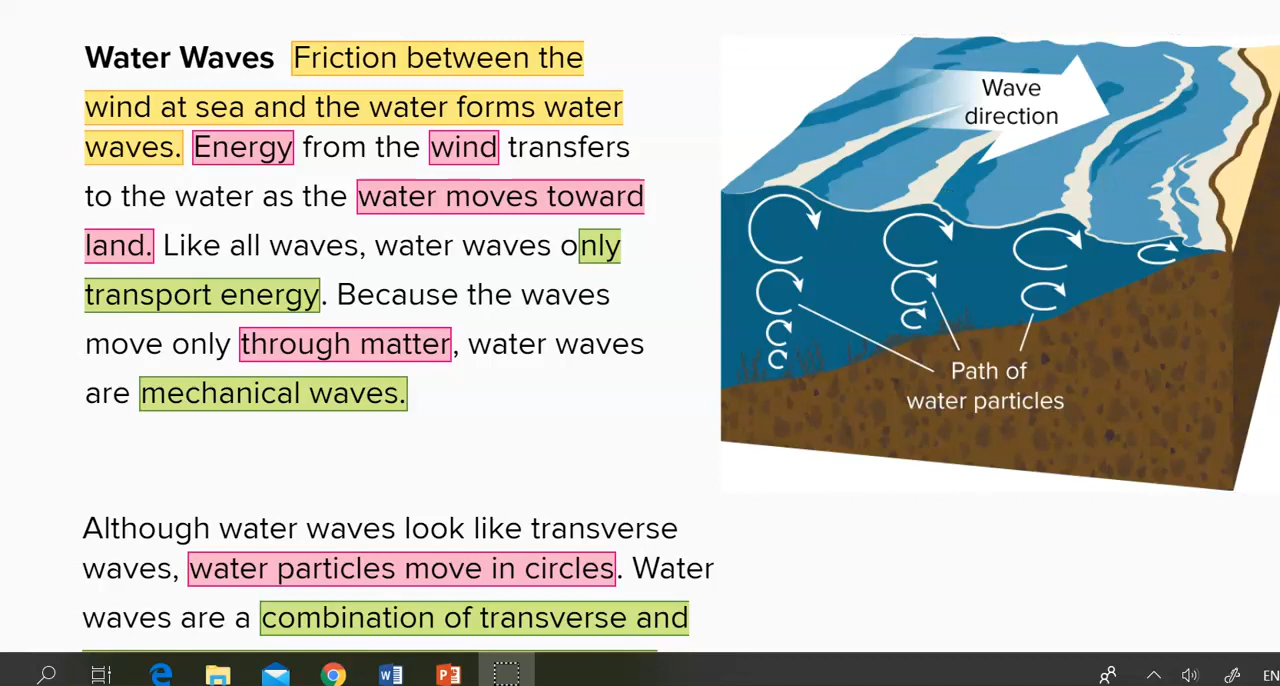 Water Waves Friction between the
wind at sea and the water forms water
waves. Energy from the wind transfers
to the water as the water moves toward
land. Like all waves, water waves only
transport energy. Because the waves
move only through matter, water waves
are mechanical waves.
Although water waves look like transverse
waves, water particles move in circles. Water
waves are a combination of transverse and
Wave
direction
Path of
water particles
EN